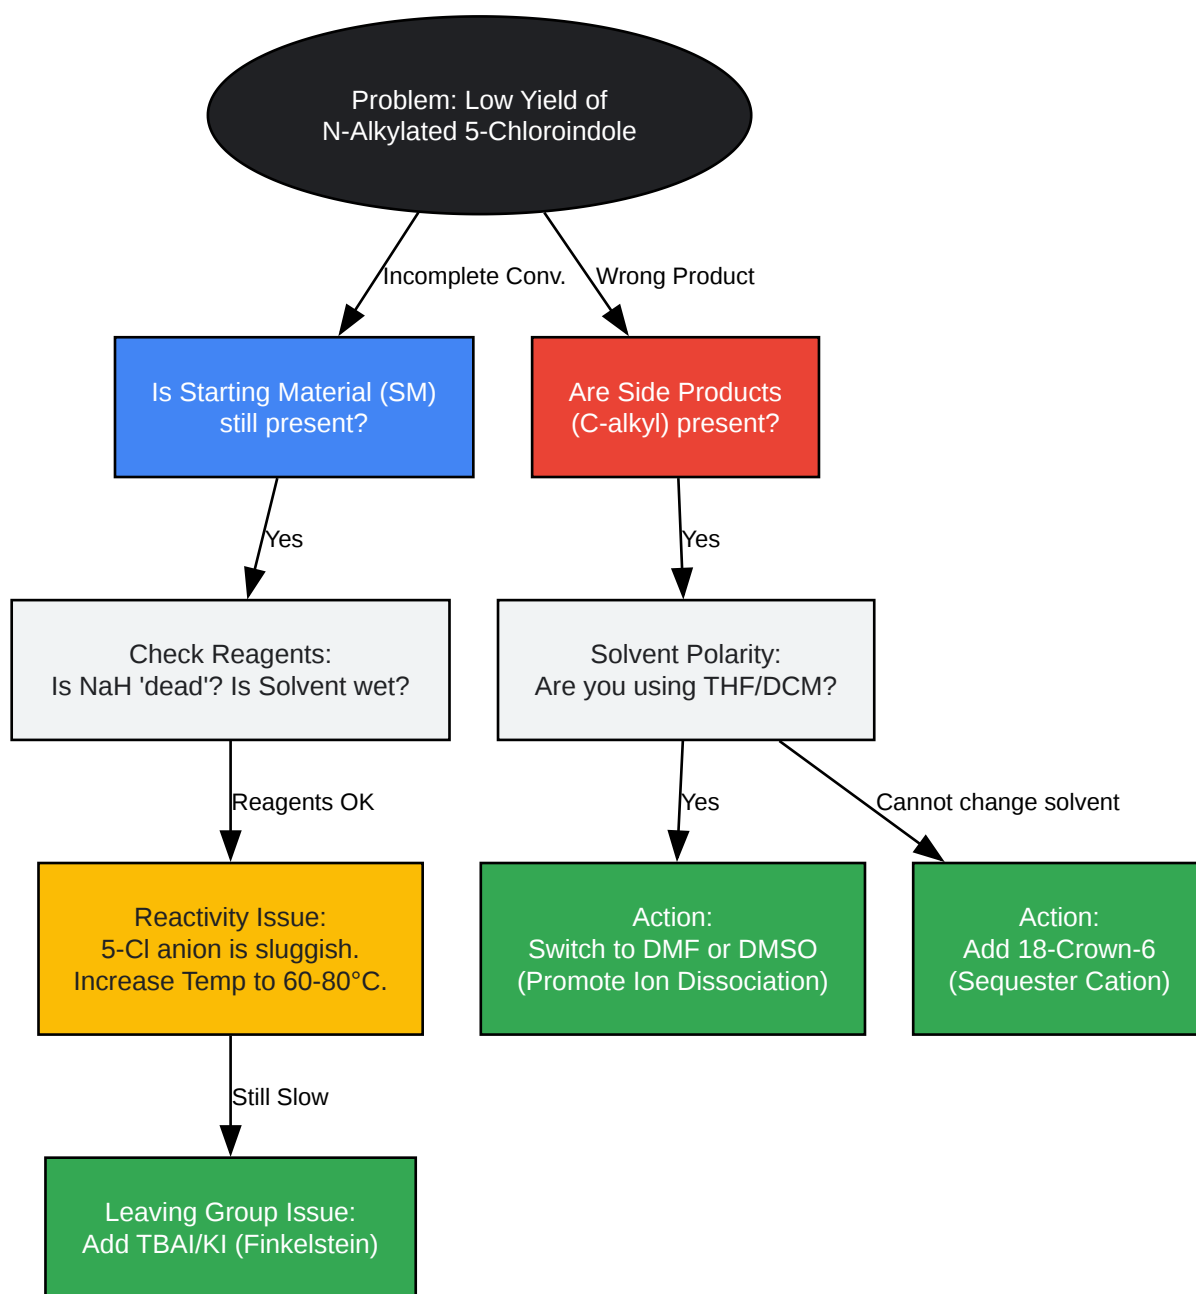 Problem: Low Yield of
N-Alkylated 5-Chloroindole
Incomplete Conv.
Wrong Product
Is Starting Material (SM)
still present?
Are Side Products
(C-alkyl) present?
Yes
Yes
Check Reagents:
Is NaH 'dead'? Is Solvent wet?
Solvent Polarity:
Are you using THF/DCM?
Reagents OK
Yes
Cannot change solvent
Reactivity Issue:
5-Cl anion is sluggish.
Increase Temp to 60-80°C.
Action:
Switch to DMF or DMSO
(Promote Ion Dissociation)
Action:
Add 18-Crown-6
(Sequester Cation)
Still Slow
Leaving Group Issue:
Add TBAI/KI (Finkelstein)